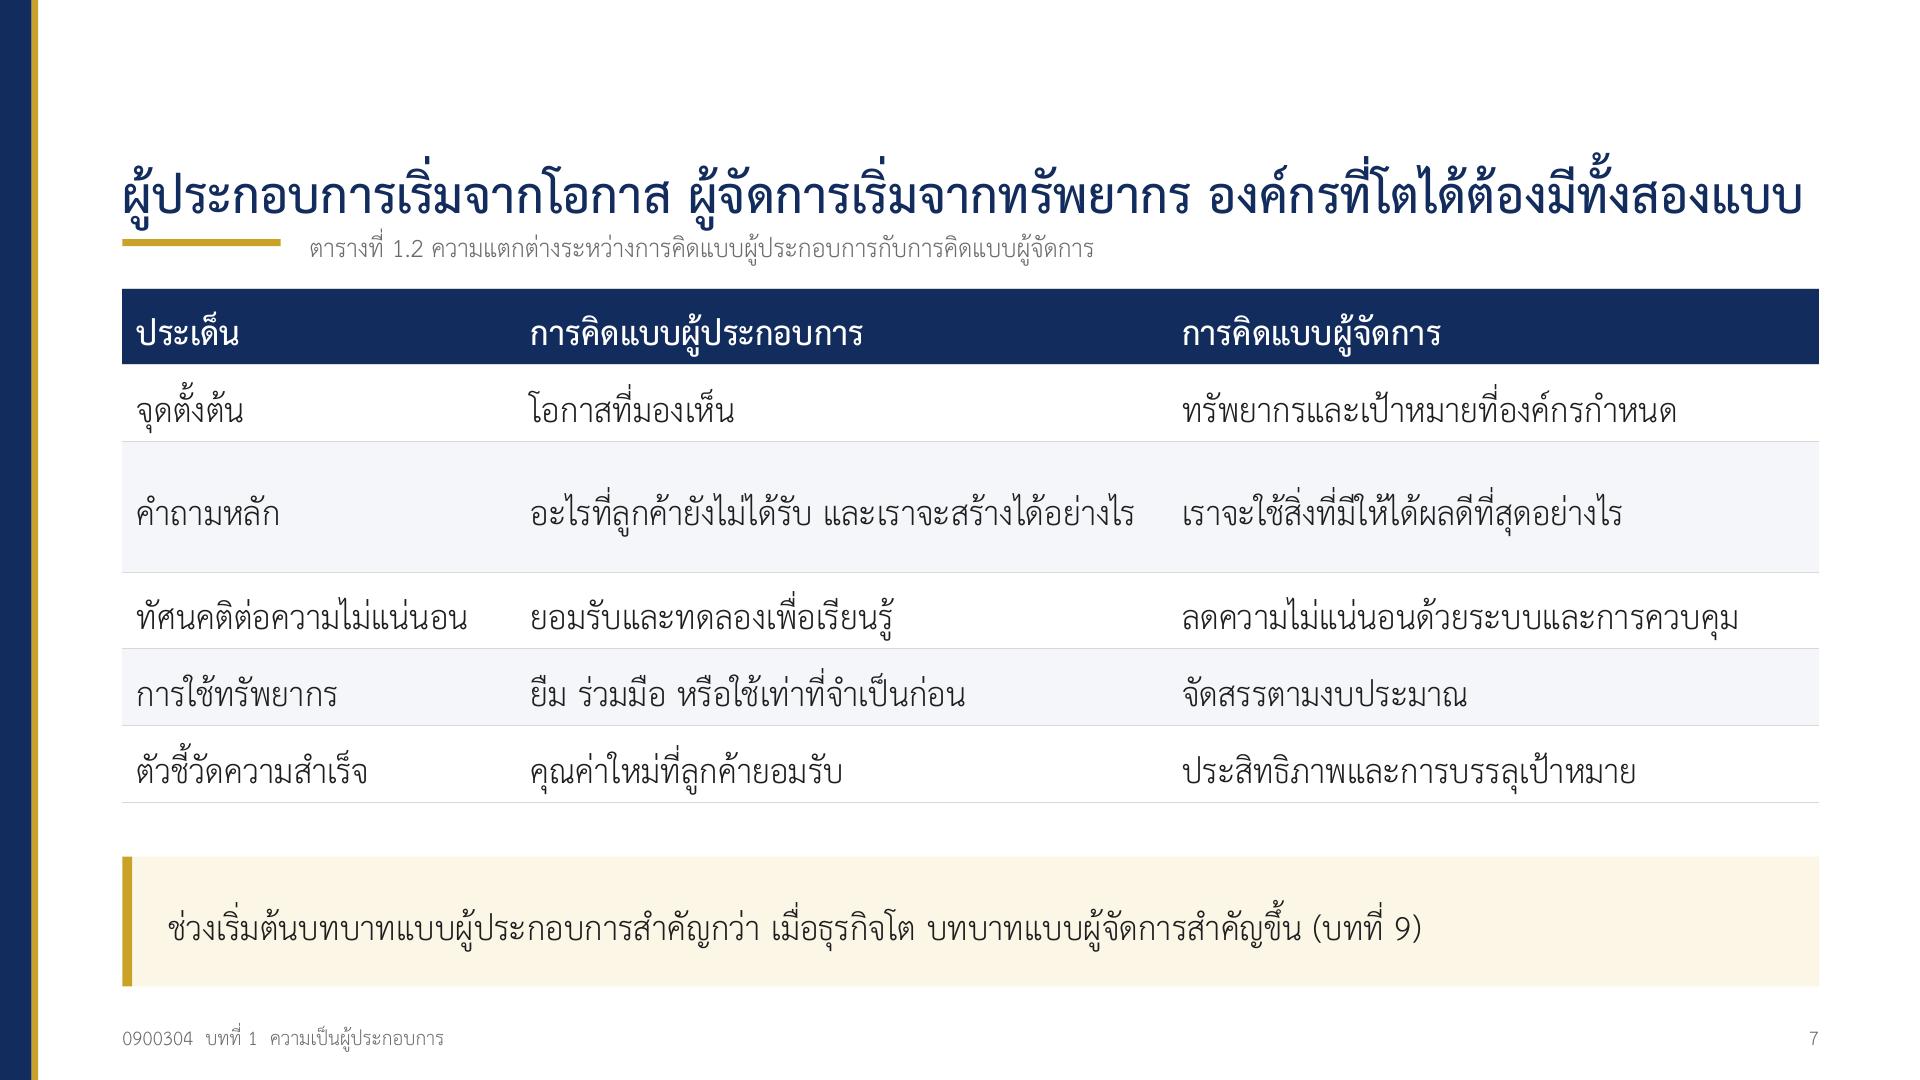 ผู้ประกอบการเริ่มจากโอกาส ผู้จัดการเริ่มจากทรัพยากร องค์กรที่โตได้ต้องมีทั้งสองแบบ
ตารางที่ 1.2 ความแตกต่างระหว่างการคิดแบบผู้ประกอบการกับการคิดแบบผู้จัดการ
ประเด็น การคิดแบบผู้ประกอบการ การคิดแบบผู้จัดการ
จุดตั้งต้น โอกาสที่มองเห็น ทรัพยากรและเป้าหมายที่องค์กรกำหนด
คำถามหลัก อะไรที่ลูกค้ายังไม่ได้รับ และเราจะสร้างได้อย่างไร เราจะใช้สิ่งที่มีให้ได้ผลดีที่สุดอย่างไร
ทัศนคติต่อความไม่แน่นอน ยอมรับและทดลองเพื่อเรียนรู้ ลดความไม่แน่นอนด้วยระบบและการควบคุม
การใช้ทรัพยากร ยืม ร่วมมือ หรือใช้เท่าที่จำเป็นก่อน จัดสรรตามงบประมาณ
ตัวชี้วัดความสำเร็จ คุณค่าใหม่ที่ลูกค้ายอมรับ ประสิทธิภาพและการบรรลุเป้าหมาย
ช่วงเริ่มต้นบทบาทแบบผู้ประกอบการสำคัญกว่า เมื่อธุรกิจโต บทบาทแบบผู้จัดการสำคัญขึ้น (บทที่ 9)
0900304 บทที่ 1 ความเป็นผู้ประกอบการ 7